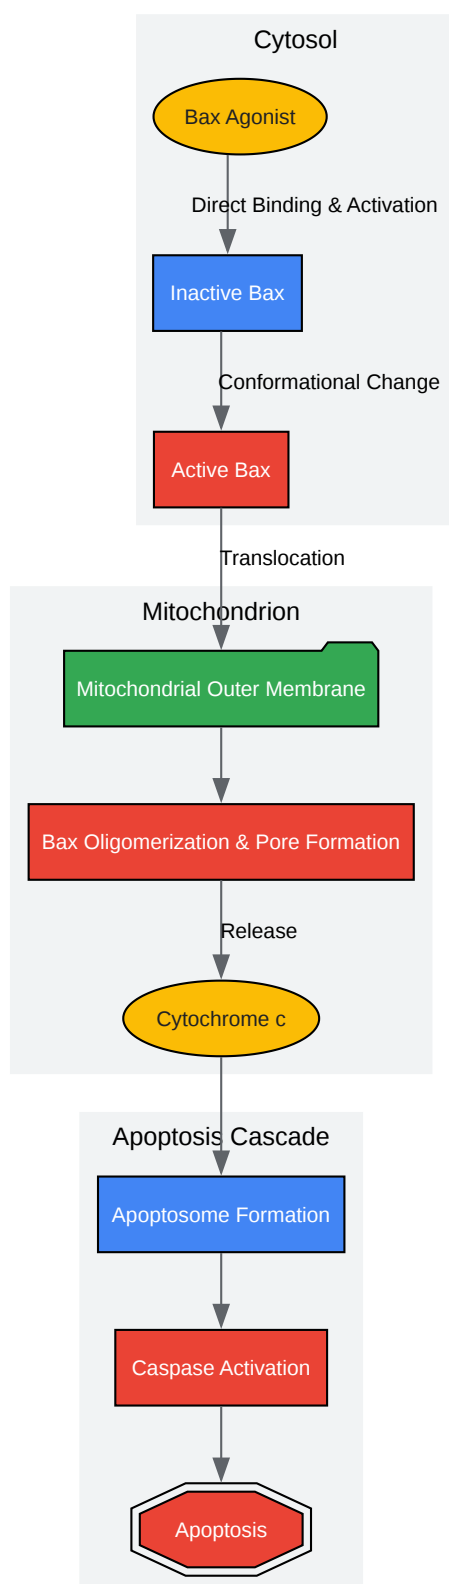 Cytosol
Bax Agonist
Direct Binding & Activation
Inactive Bax
Conformational Change
Active Bax
Translocation
Mitochondrion
Mitochondrial Outer Membrane
Bax Oligomerization & Pore Formation
Release
Cytochrome c
Apoptosis Cascade
Apoptosome Formation
Caspase Activation
Apoptosis